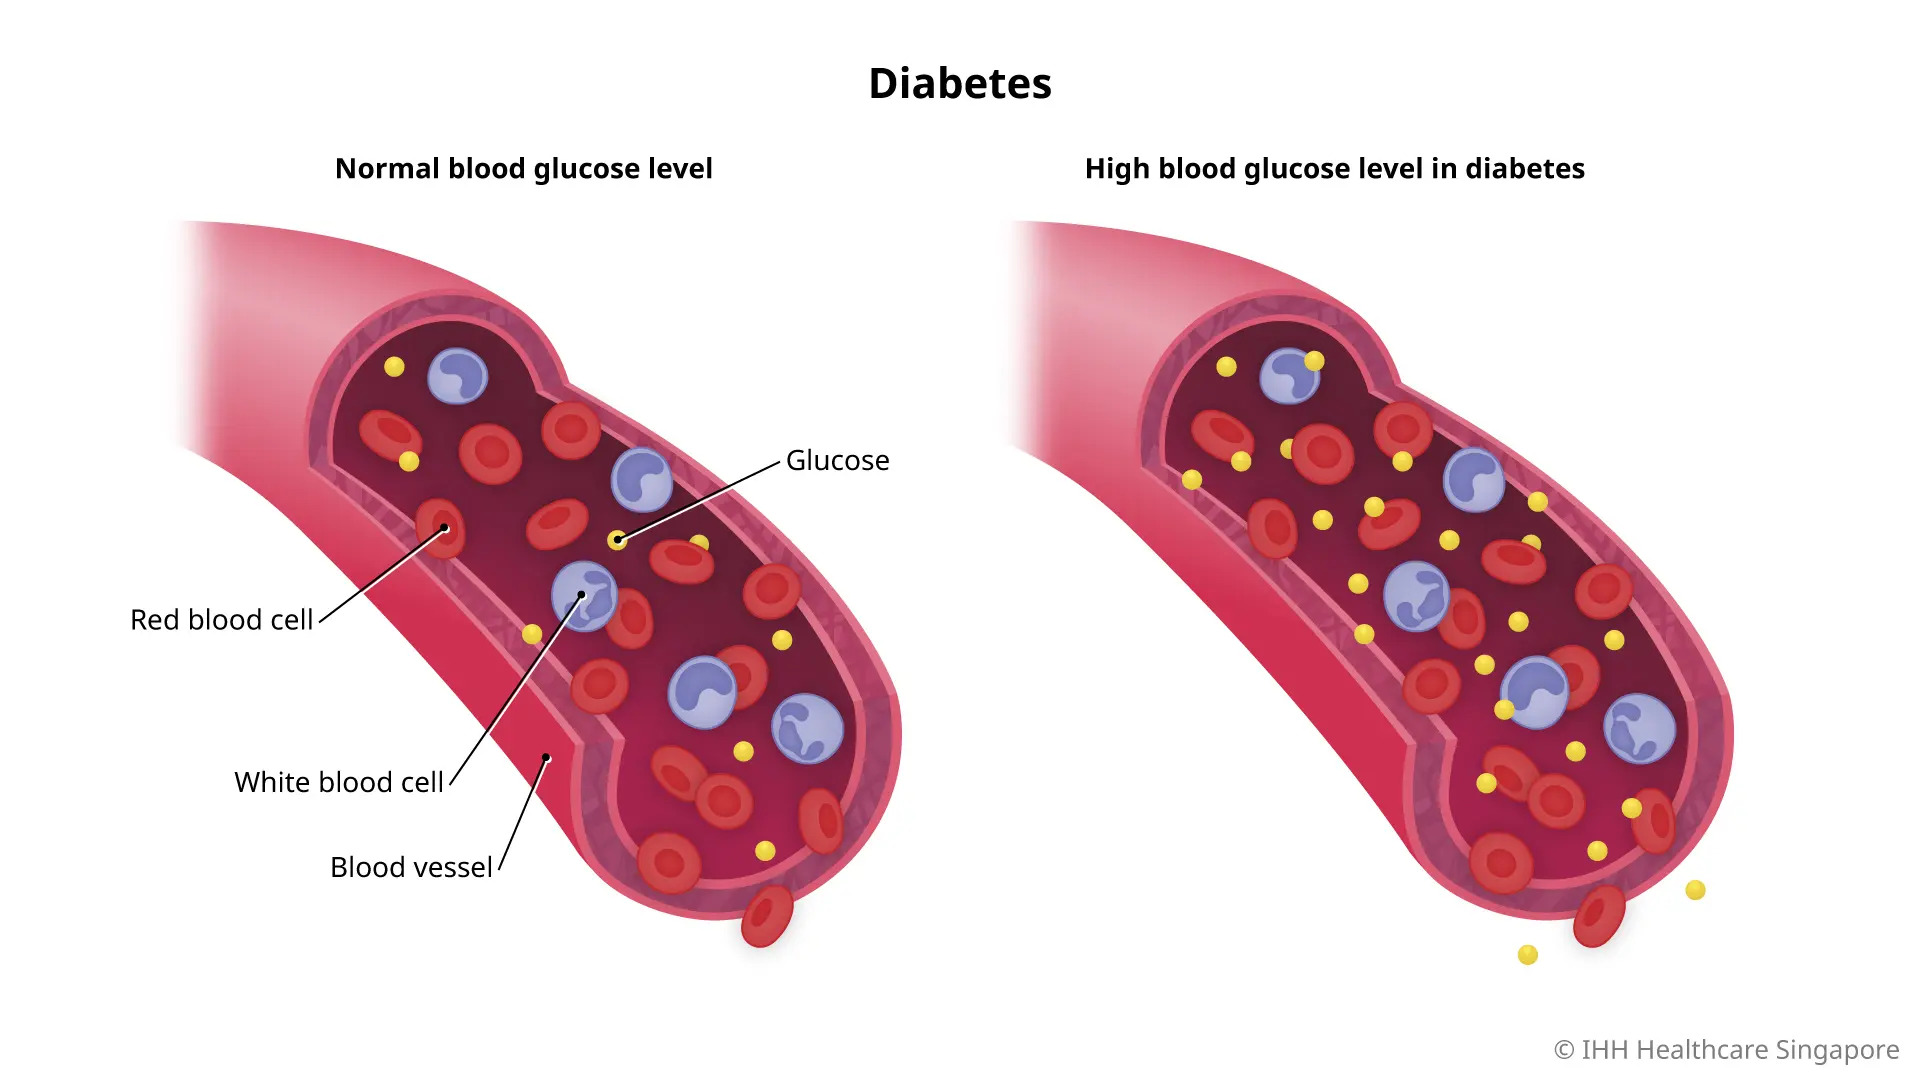 Diabetes
Normal blood glucose level
High blood glucose level in diabetes
Glucose
Red blood cell
White blood cell
Blood vessel
© IHH Healthcare Singapore